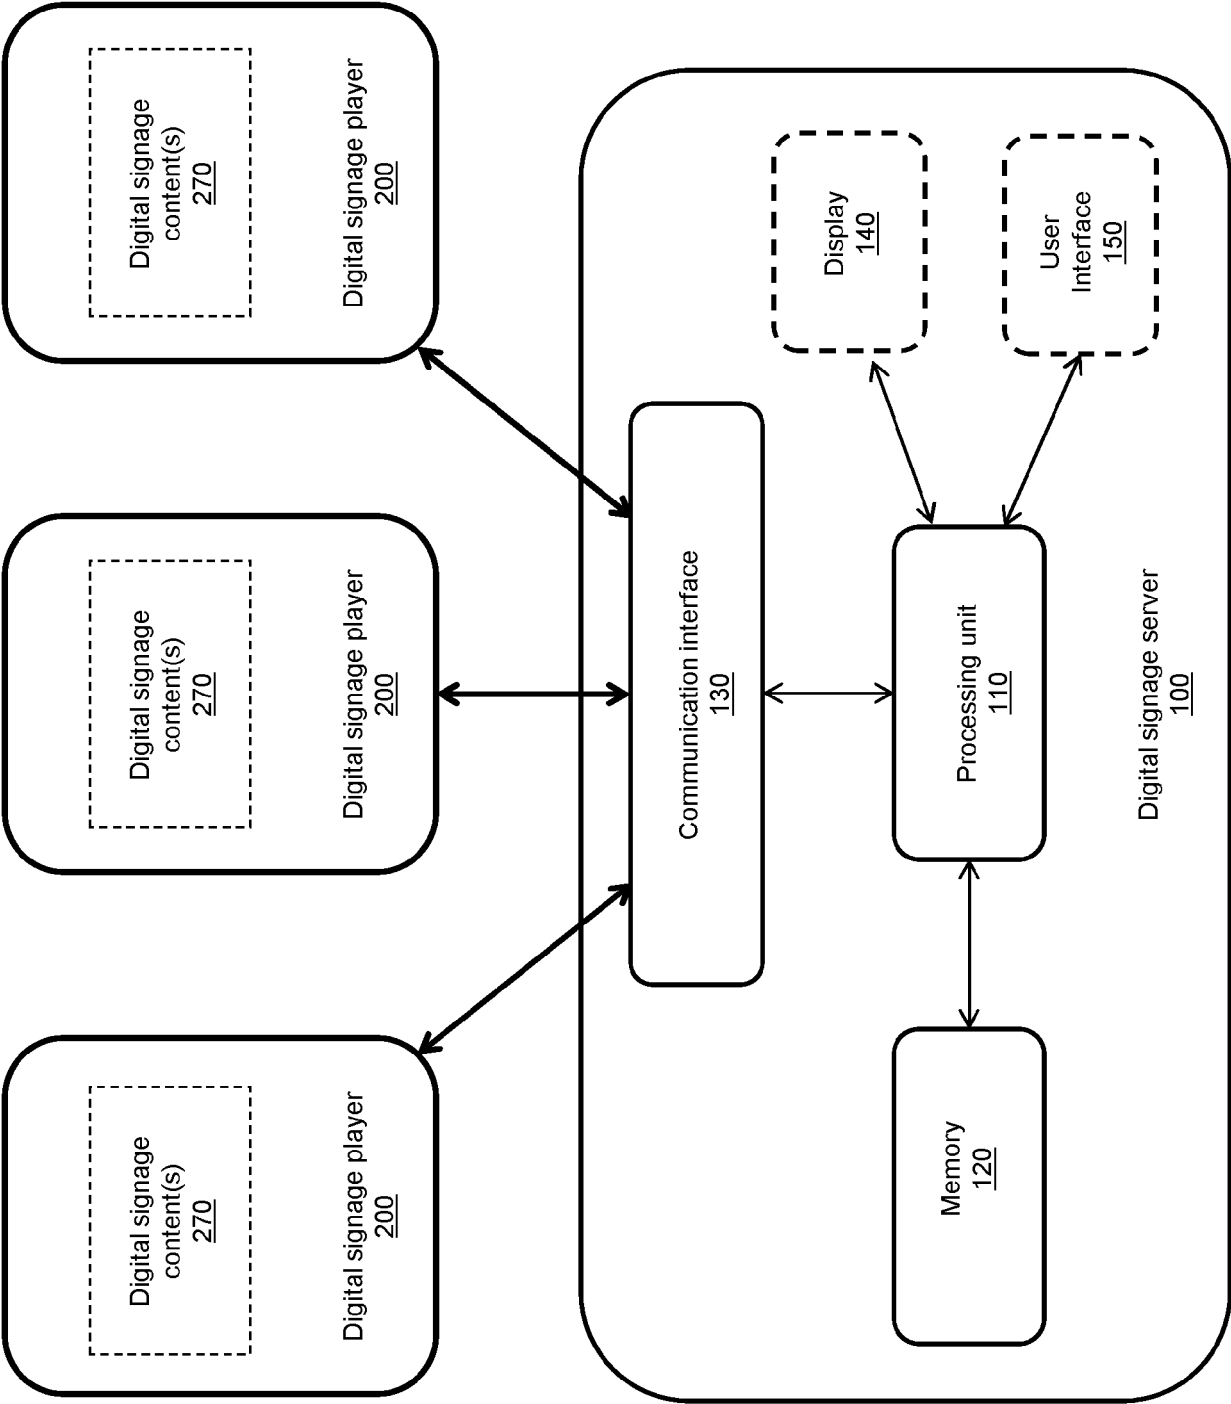 Digital signage
content(s)
270
Digital signage player
200
Digital signage
content(s)
270
Digital signage player
200
Digital signage
content(s)
270
Digital signage player
200
Communication interface
130
Display
140
Memory
120
Processing unit
110
User
Interface
150
Digital signage server
100